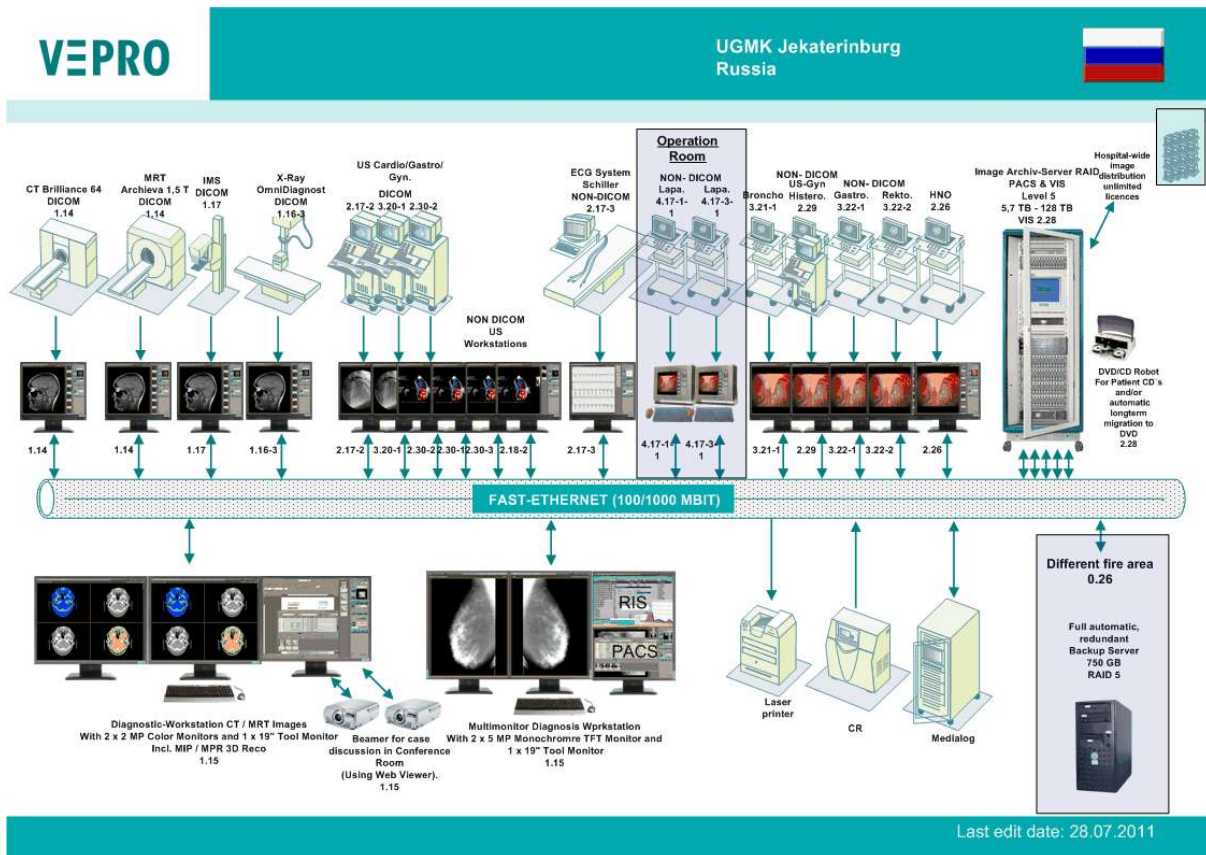 VEPRO
UGMK Jekaterinburg
Russia
CT Brilliance 64
DICOM
1.14
MRT
Archieva 1,5 T
DICOM
1.14
IMS
DICOM
1.17
X-Ray
OmniDiagnost
DICOM
1.16-3
US Cardio/Gastro/
Gyn.
DICOM
2.17-2 3.20-1 2.30-2
NON DICOM
US
Workstations
ECG System
Schiller
NON-DICOM
2.17-3
Operation
Room
NON- DICOM
Lapa. Lapa.
4.17-1- 4.17-3-
1 1
NON- DICOM
Broncho
3.21-1
US-Gyn
Histero.
2.29
NON- DICOM
Gastro. Rekto.
3.22-1 3.22-2
HNO
2.26
Image Archiv-Server RAID
PACS & VIS
Level 5
5,7 TB - 128 TB
VIS 2.28
Hospital-wide
image
distribution
unlimited
licences
DVD/CD Robot
For Patient CD´s
and/or
automatic
longterm
migration to
DVD
2.28
1.14
1.14
1.17
1.16-3
2.17-2 3.20-1 2.30-2 2.30-1 2.30-3 2.18-2
2.17-3
4.17-1- 4.17-3-
1 1
3.21-1 2.29 3.22-1 3.22-2 2.26
FAST-ETHERNET (100/1000 MBIT)
RIS
PACS
Diagnostic-Workstation CT / MRT Images
With 2 x 2 MP Color Monitors and 1 x 19" Tool Monitor
Incl. MIP / MPR 3D Reco
1.15
Beamer for case
discussion in Conference
Room
(Using Web Viewer).
1.15
Multimonitor Diagnosis Wprkstation
With 2 x 5 MP Monochromre TFT Monitor and
1 x 19" Tool Monitor
1.15
Laser
printer
CR
Medialog
Different fire area
0.26
Full automatic,
redundant
Backup Server
750 GB
RAID 5
Last edit date: 28.07.2011